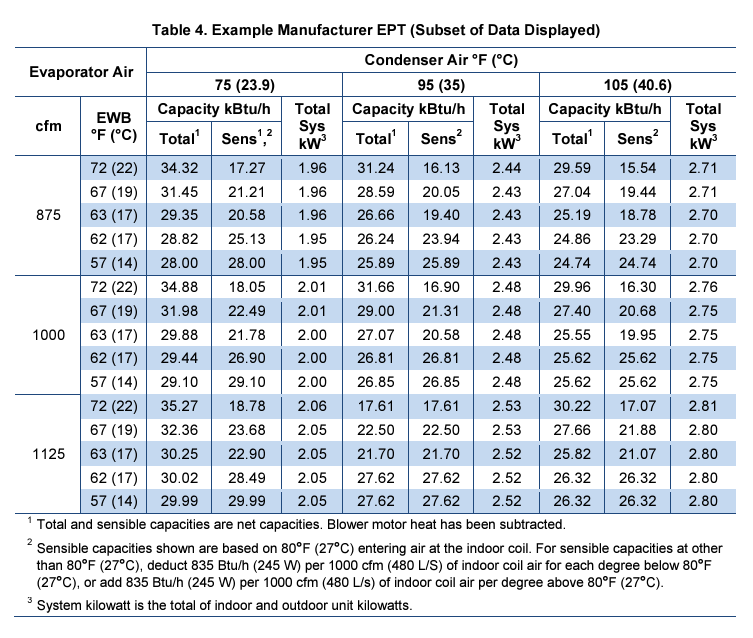 Table 4. Example Manufacturer EPT (Subset of Data Displayed)
Evaporator Air Condenser Air ºF (ºC)
75 (23.9) 95 (35) 105 (40.6)
cfm EWB ºF (ºC) Capacity kBtu/h Total Sys kW3 Capacity kBtu/h Total Sys kW3 Capacity kBtu/h Total Sys kW3
Total1 Sens1,2 Total1 Sens2 Total1 Sens2
875 72 (22) 34.32 17.27 1.96 31.24 16.13 2.44 29.59 15.54 2.71
67 (19) 31.45 21.21 1.96 28.59 20.05 2.43 27.04 19.44 2.71
63 (17) 29.35 20.58 1.96 26.66 19.40 2.43 25.19 18.78 2.70
62 (17) 28.82 25.13 1.95 26.24 23.94 2.43 24.86 23.29 2.70
57 (14) 28.00 28.00 1.95 25.89 25.89 2.43 24.74 24.74 2.70
1000 72 (22) 34.88 18.05 2.01 31.66 16.90 2.48 29.96 16.30 2.76
67 (19) 31.98 22.49 2.01 29.00 21.31 2.48 27.40 20.68 2.75
63 (17) 29.88 21.78 2.00 27.07 20.58 2.48 25.55 19.95 2.75
62 (17) 29.44 26.90 2.00 26.81 26.81 2.48 25.62 25.62 2.75
57 (14) 29.10 29.10 2.00 26.85 26.85 2.48 25.62 25.62 2.75
1125 72 (22) 35.27 18.78 2.06 17.61 17.61 2.53 30.22 17.07 2.81
67 (19) 32.36 23.68 2.05 22.50 22.50 2.53 27.66 21.88 2.80
63 (17) 30.25 22.90 2.05 21.70 21.70 2.52 25.82 21.07 2.80
62 (17) 30.02 28.49 2.05 27.62 27.62 2.52 26.32 26.32 2.80
57 (14) 29.99 29.99 2.05 27.62 27.62 2.52 26.32 26.32 2.80
1 Total and sensible capacities are net capacities. Blower motor heat has been subtracted.
2 Sensible capacities shown are based on 80ºF (27ºC) entering air at the indoor coil. For sensible capacities at other
than 80ºF (27ºC), deduct 835 Btu/h (245 W) per 1000 cfm (480 L/S) of indoor coil air for each degree below 80ºF
(27ºC), or add 835 Btu/h (245 W) per 1000 cfm (480 L/s) of indoor coil air per degree above 80ºF (27ºC).
3 System kilowatt is the total of indoor and outdoor unit kilowatts.